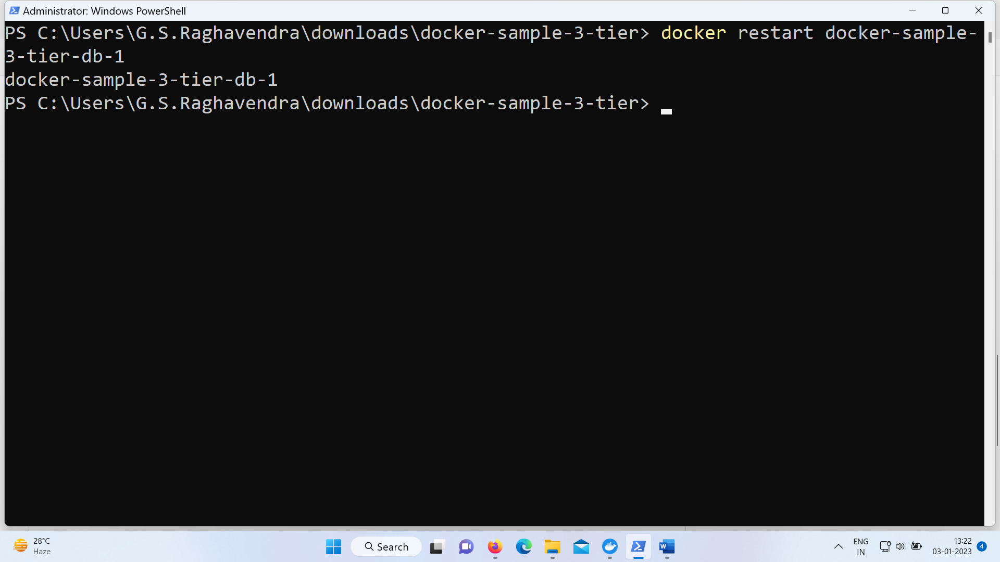 Administrator: Windows PowerShell
PS C:\Users\G.S.Raghavendra\downloads\docker-sample-3-tier> docker restart docker-sample-
3-tier-db-1
docker-sample-3-tier-db-1
PS C:\Users\G.S.Raghavendra\downloads\docker-sample-3-tier>
28°C
Haze
Search
W
ENG
IN
13:22
03-01-2023
4